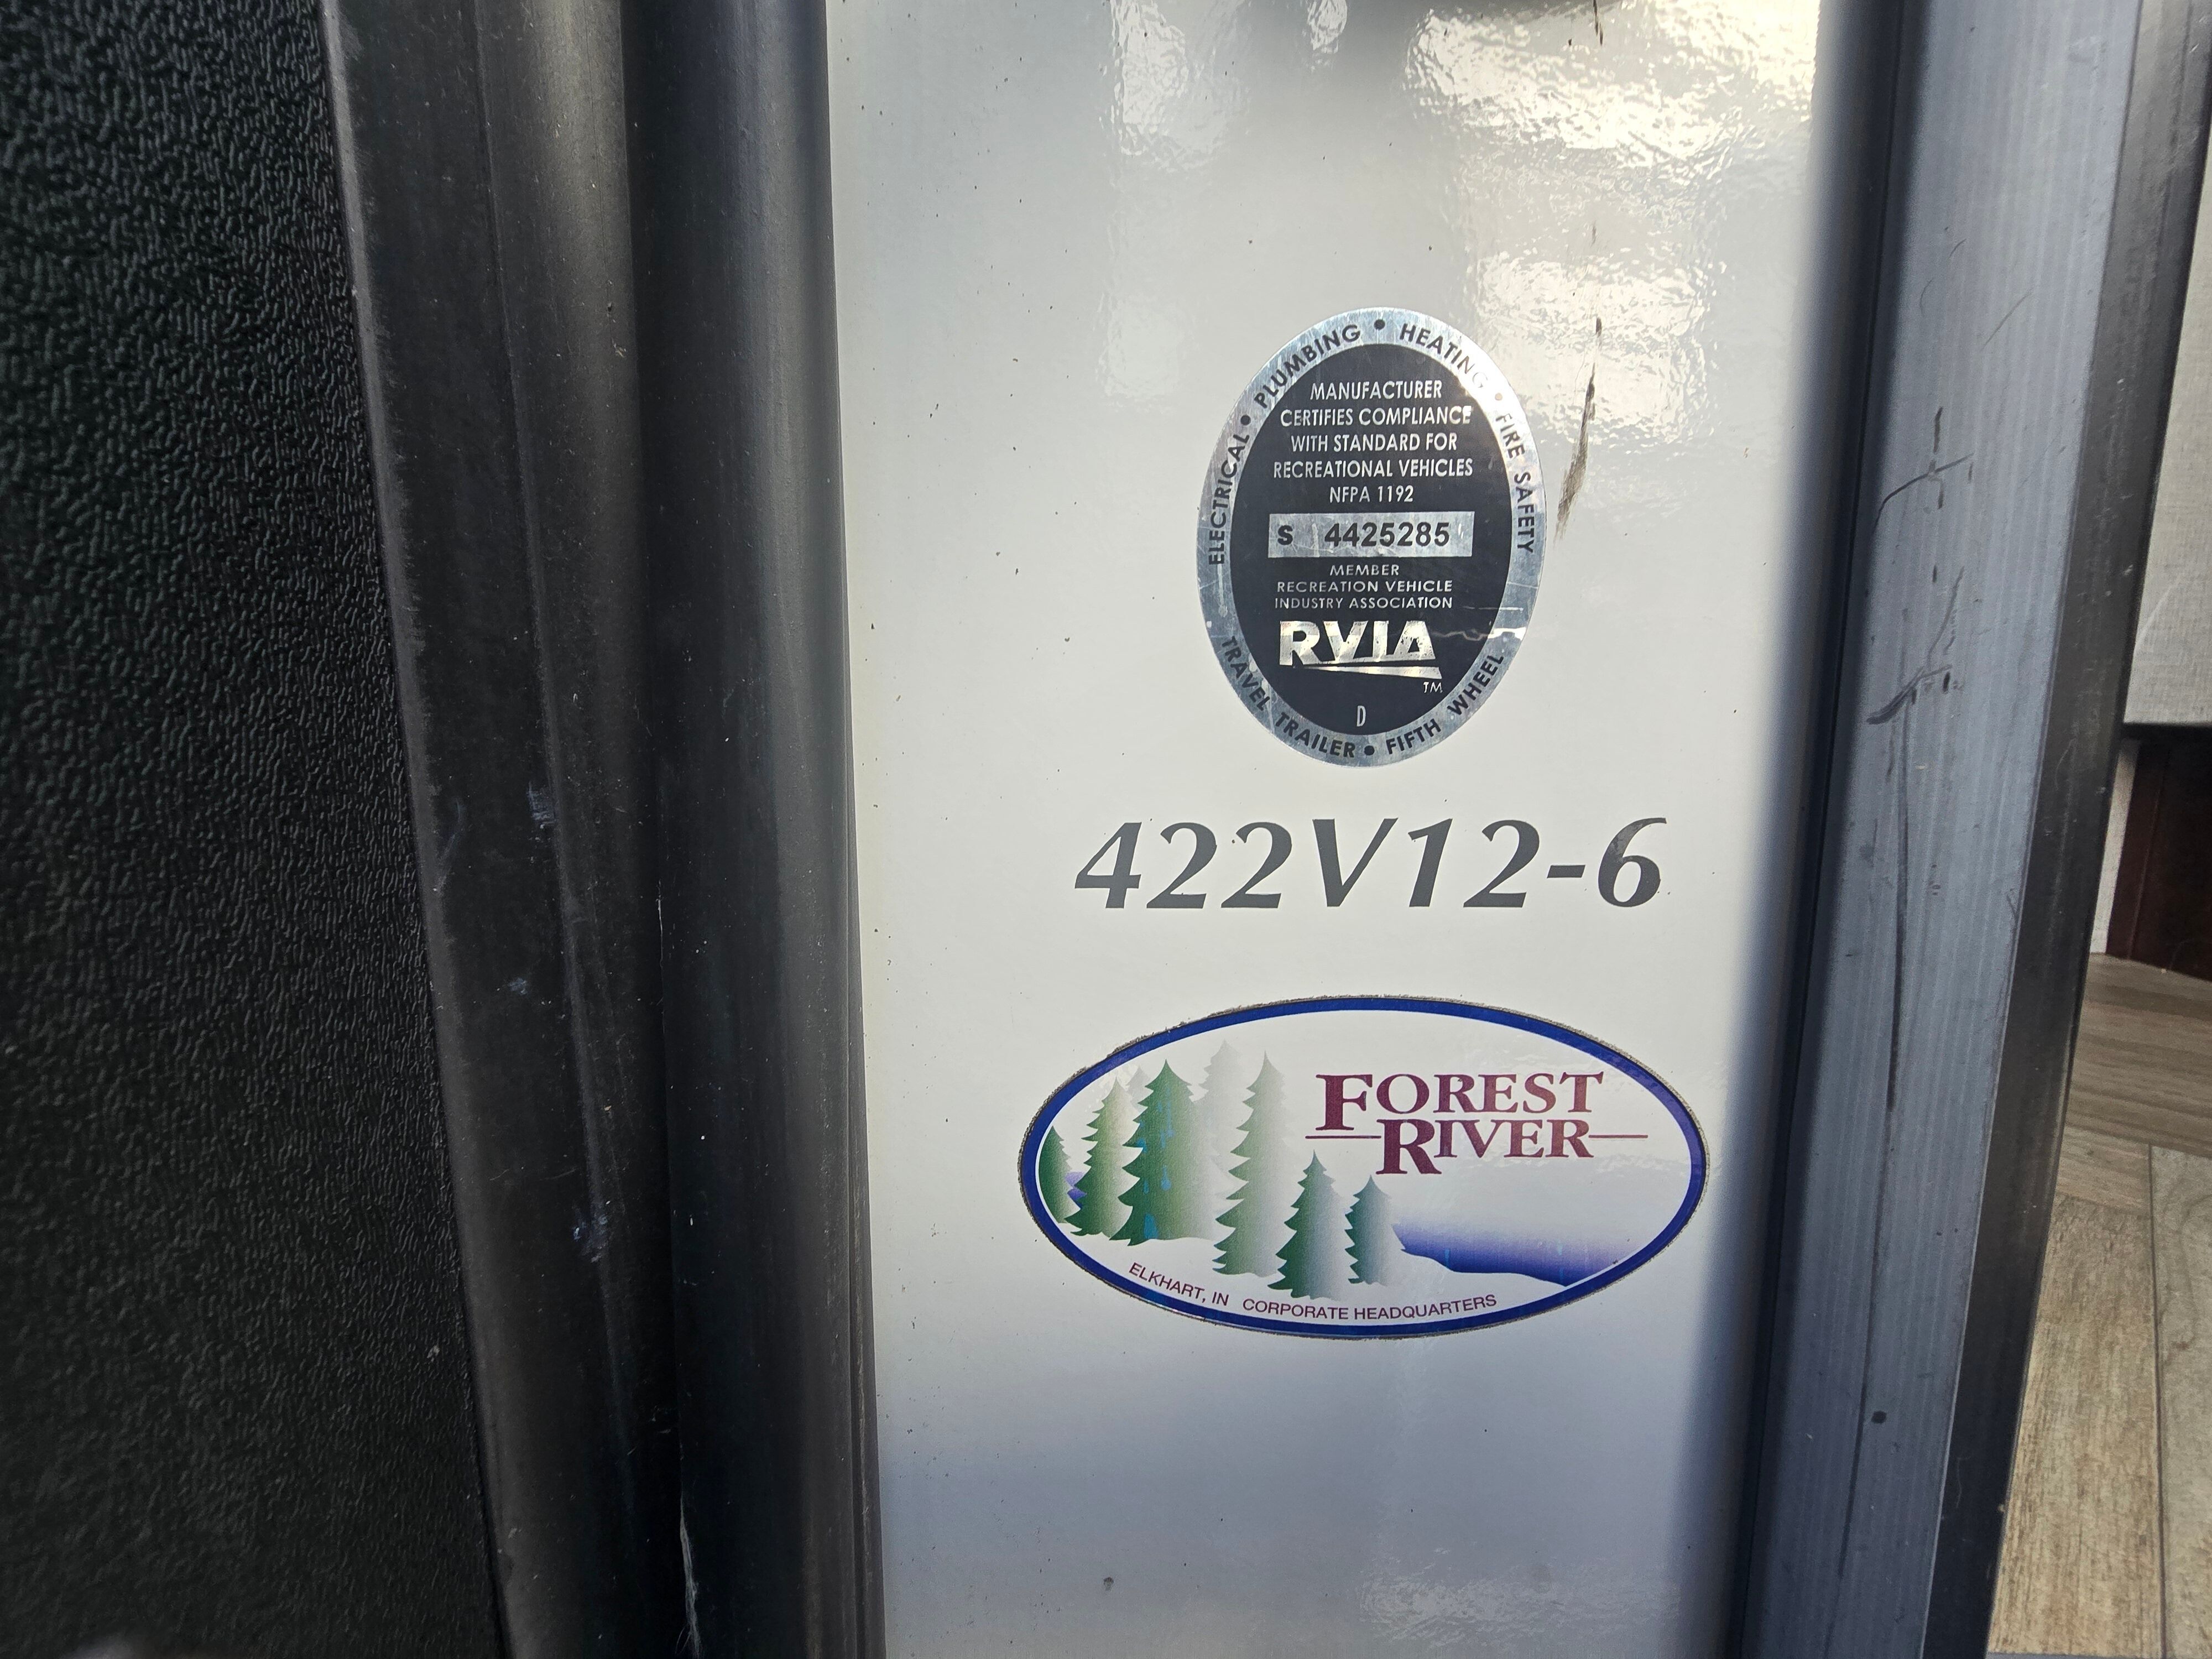 ELECTRICAL • PLUMBING • HEATING • FIRE SAFETY
MANUFACTURER
CERTIFIES COMPLIANCE
WITH STANDARD FOR
RECREATIONAL VEHICLES
NFPA 1192
S 4425285
MEMBER
RECREATION VEHICLE
INDUSTRY ASSOCIATION
RVIA
TM
D
TRAVEL TRAILER • FIFTH WHEEL
422V12-6
FOREST
RIVER
ELKHART, IN CORPORATE HEADQUARTERS